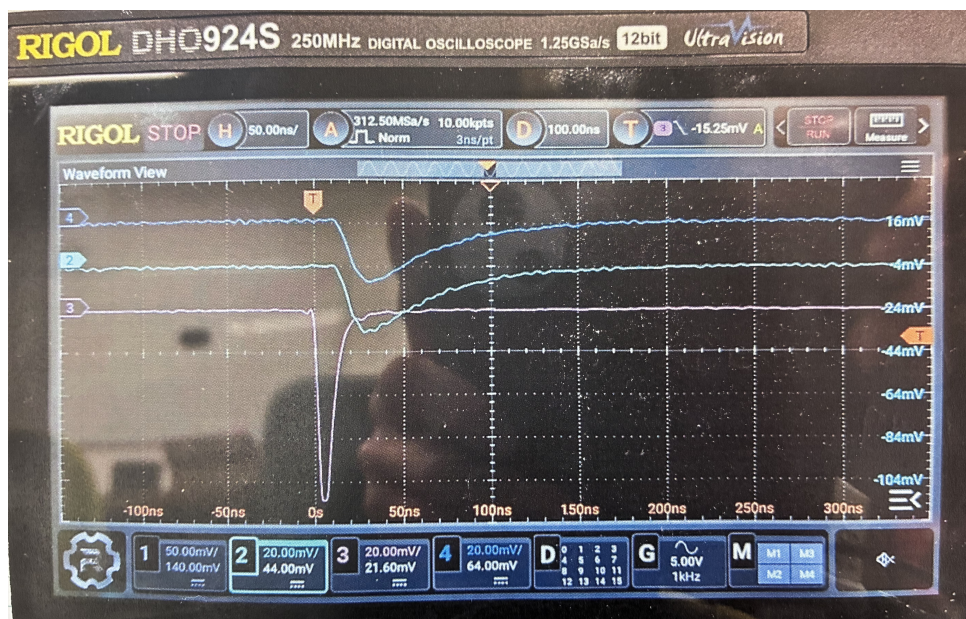 RIGOL DHO924S 250MHz DIGITAL OSCILLOSCOPE 1.25GSa/s 12bit UltraVision
RIGOL STOP H 50.00ns/ A 312.50MSa/s 10.00kpts D 100.00ns T 3 -15.25mV A STOP Measure
Norm 3ns/pt RUN
Waveform View
T
4 16mV
2 -4mV
3 -24mV
T
-44mV
-64mV
-84mV
-104mV
-100ns -50ns 0s 50ns 100ns 150ns 200ns 250ns 300ns
1 50.00mV/ 2 20.00mV/ 3 20.00mV/ 4 20.00mV/ D 0 1 2 3 G M M1 M3
140.00mV 44.00mV 21.60mV 64.00mV 4 5 6 7 5.00V M2 M4
8 9 10 11 1kHz
12 13 14 15